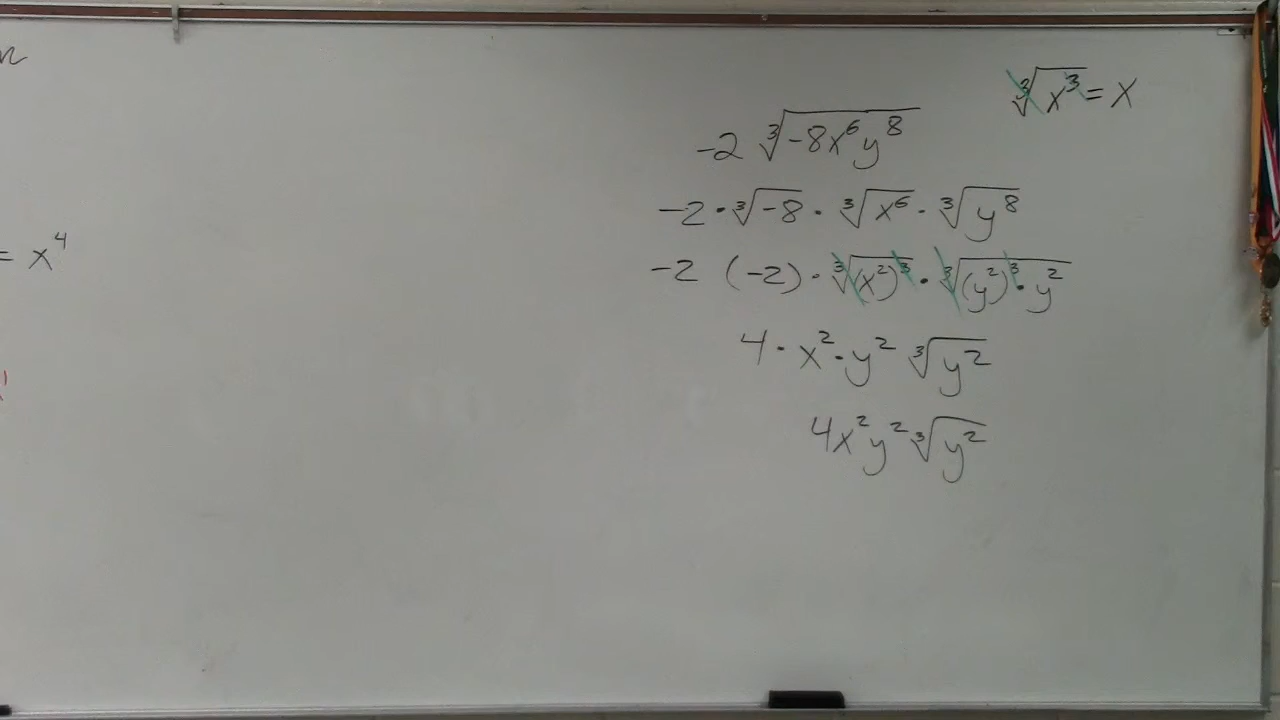 n
= x⁴
∛x³ = x
-2 ∛-8x⁶y⁸
-2 · ∛-8 · ∛x⁶ · ∛y⁸
-2 (-2) · ∛(x²)³ · ∛(y²)³ · y²
4 · x² · y² ∛y²
4x²y² ∛y²